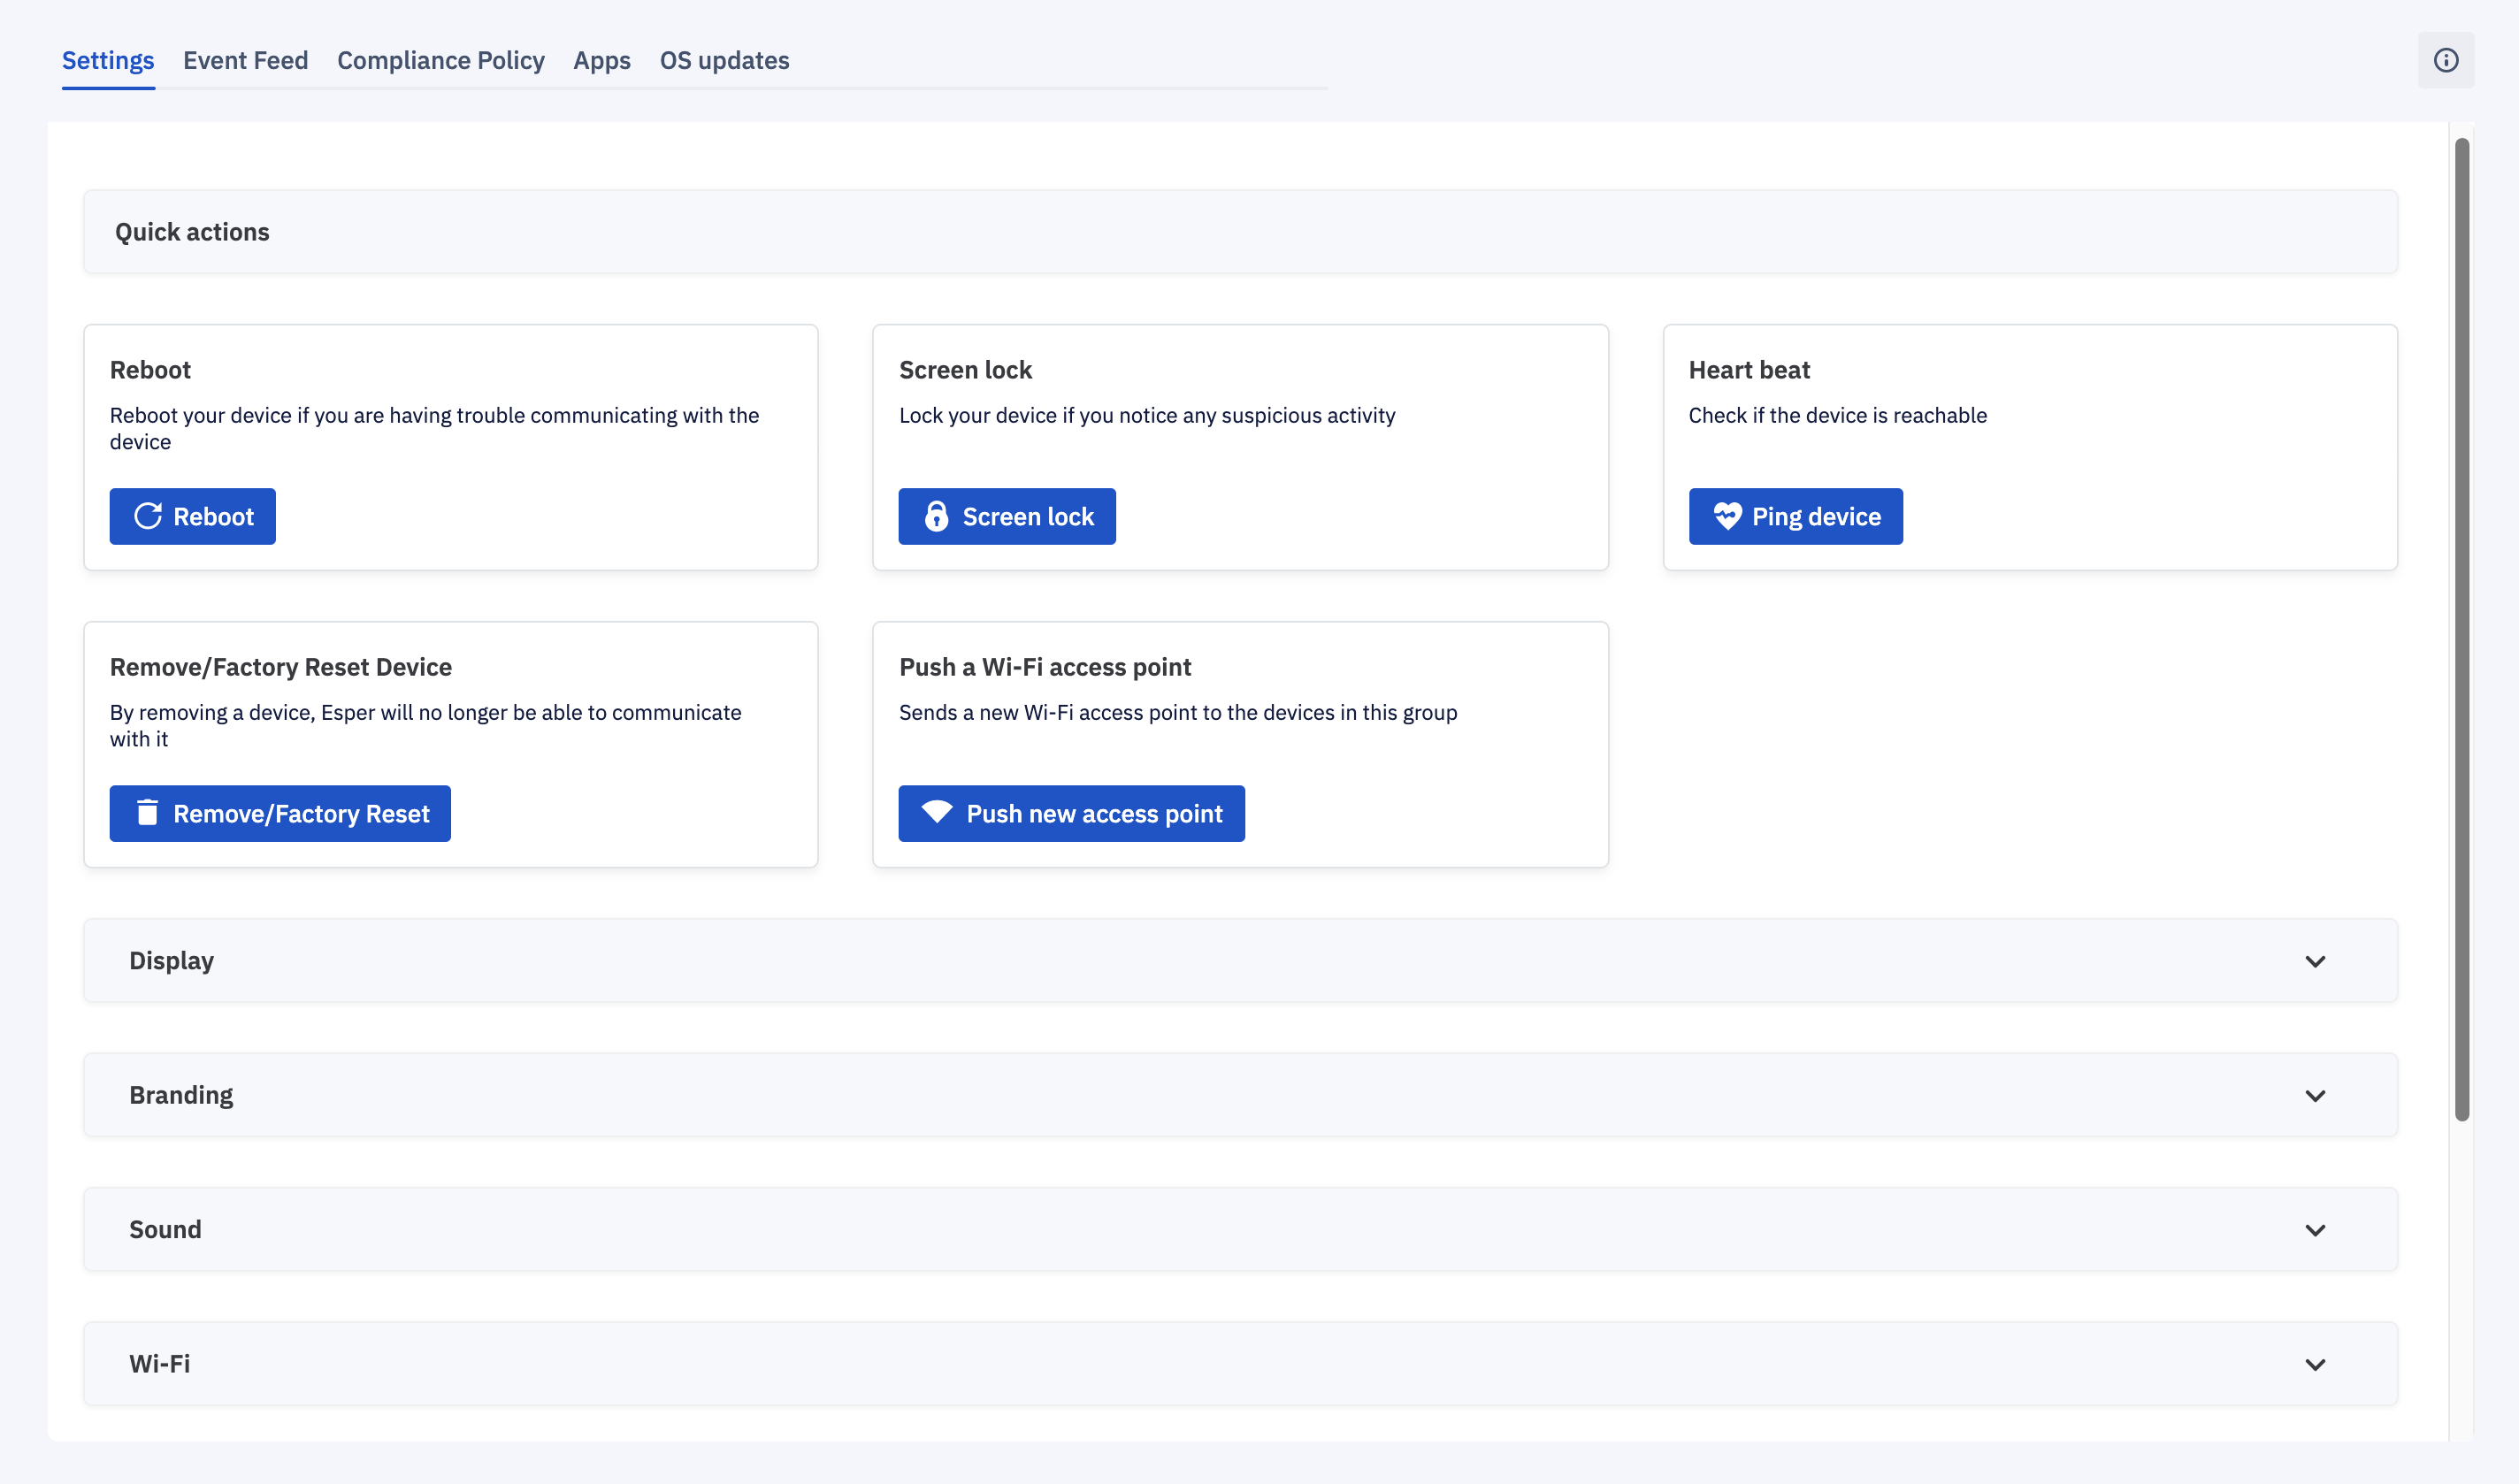 Settings Event Feed Compliance Policy Apps OS updates
Quick actions
Reboot
Reboot your device if you are having trouble communicating with the
device
Reboot
Screen lock
Lock your device if you notice any suspicious activity
Screen lock
Heart beat
Check if the device is reachable
Ping device
Remove/Factory Reset Device
By removing a device, Esper will no longer be able to communicate
with it
Remove/Factory Reset
Push a Wi-Fi access point
Sends a new Wi-Fi access point to the devices in this group
Push new access point
Display
Branding
Sound
Wi-Fi